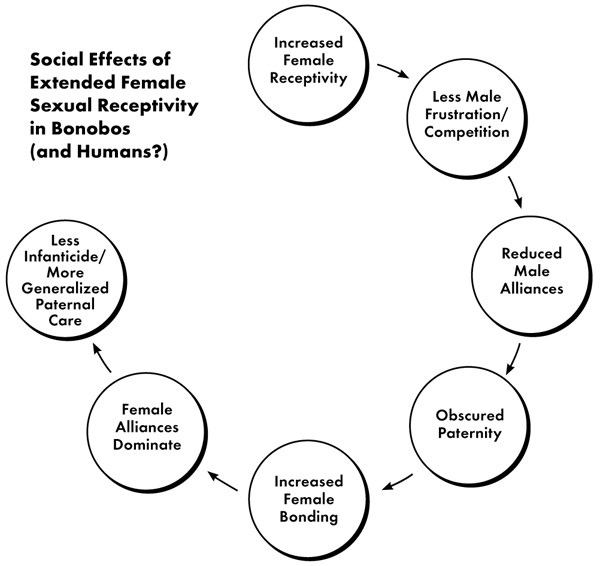 Social Effects of
Extended Female
Sexual Receptivity
in Bonobos
(and Humans?)
Increased
Female
Receptivity
Less Male
Frustration/
Competition
Reduced
Male
Alliances
Obscured
Paternity
Increased
Female
Bonding
Female
Alliances
Dominate
Less
Infanticide/
More
Generalized
Paternal
Care